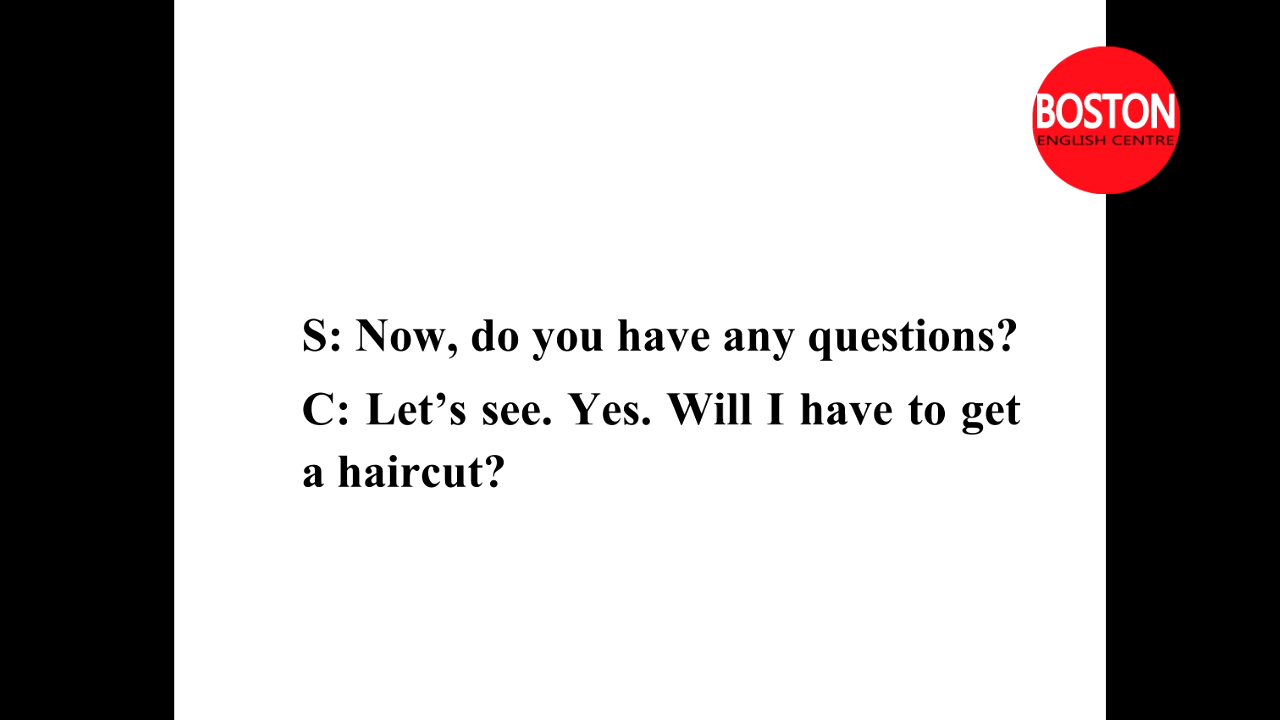 BOSTON
ENGLISH CENTRE
S: Now, do you have any questions?
C: Let’s see. Yes. Will I have to get
a haircut?